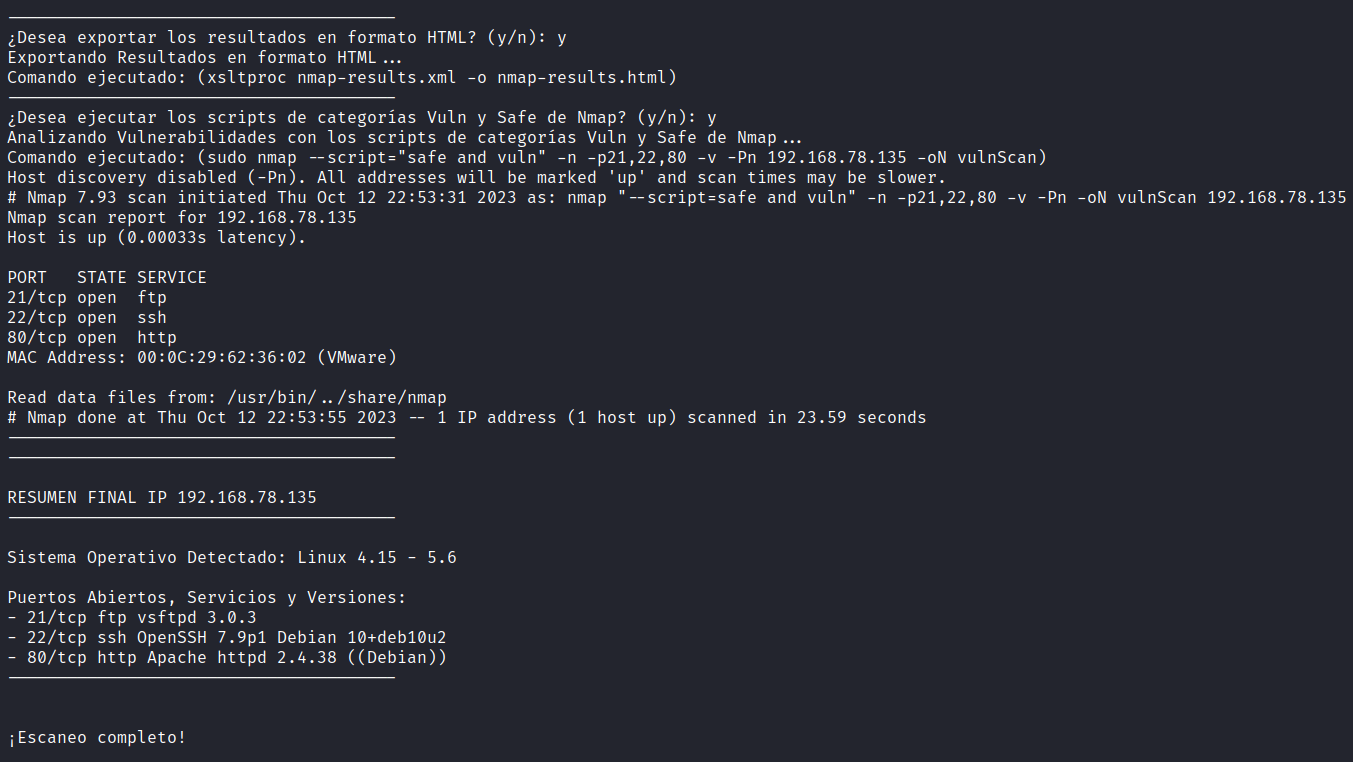 ¿Desea exportar los resultados en formato HTML? (y/n): y
Exportando Resultados en formato HTML...
Comando ejecutado: (xsltproc nmap-results.xml -o nmap-results.html)
¿Desea ejecutar los scripts de categorías Vuln y Safe de Nmap? (y/n): y
Analizando Vulnerabilidades con los scripts de categorías Vuln y Safe de Nmap...
Comando ejecutado: (sudo nmap --script="safe and vuln" -n -p21,22,80 -v -Pn 192.168.78.135 -oN vulnScan)
Host discovery disabled (-Pn). All addresses will be marked 'up' and scan times may be slower.
# Nmap 7.93 scan initiated Thu Oct 12 22:53:31 2023 as: nmap "--script=safe and vuln" -n -p21,22,80 -v -Pn -oN vulnScan 192.168.78.135
Nmap scan report for 192.168.78.135
Host is up (0.00033s latency).
PORT   STATE SERVICE
21/tcp open  ftp
22/tcp open  ssh
80/tcp open  http
MAC Address: 00:0C:29:62:36:02 (VMware)
Read data files from: /usr/bin/../share/nmap
# Nmap done at Thu Oct 12 22:53:55 2023 -- 1 IP address (1 host up) scanned in 23.59 seconds
RESUMEN FINAL IP 192.168.78.135
Sistema Operativo Detectado: Linux 4.15 - 5.6
Puertos Abiertos, Servicios y Versiones:
- 21/tcp ftp vsftpd 3.0.3
- 22/tcp ssh OpenSSH 7.9p1 Debian 10+deb10u2
- 80/tcp http Apache httpd 2.4.38 ((Debian))
¡Escaneo completo!